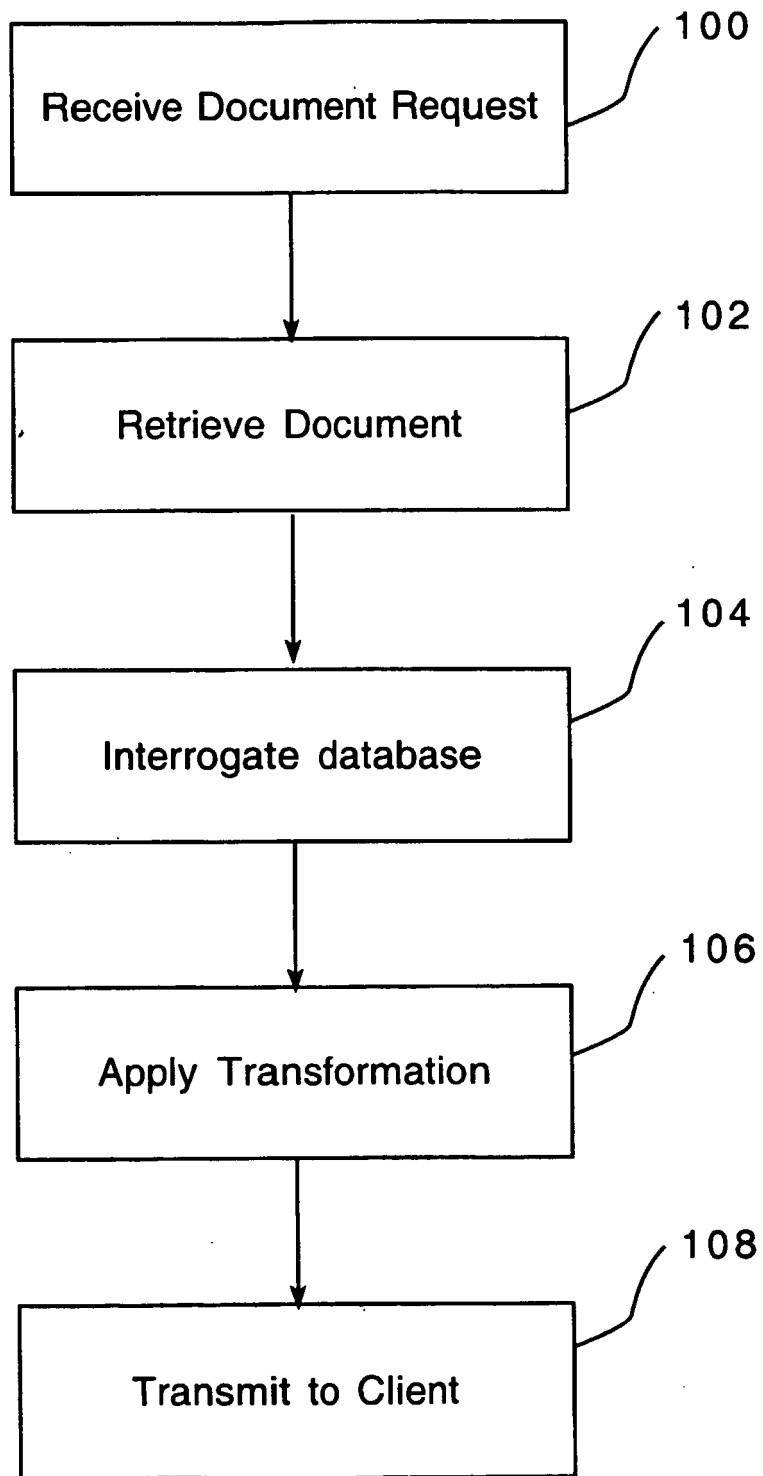 100
Receive Document Request
102
Retrieve Document
104
Interrogate database
106
Apply Transformation
108
Transmit to Client